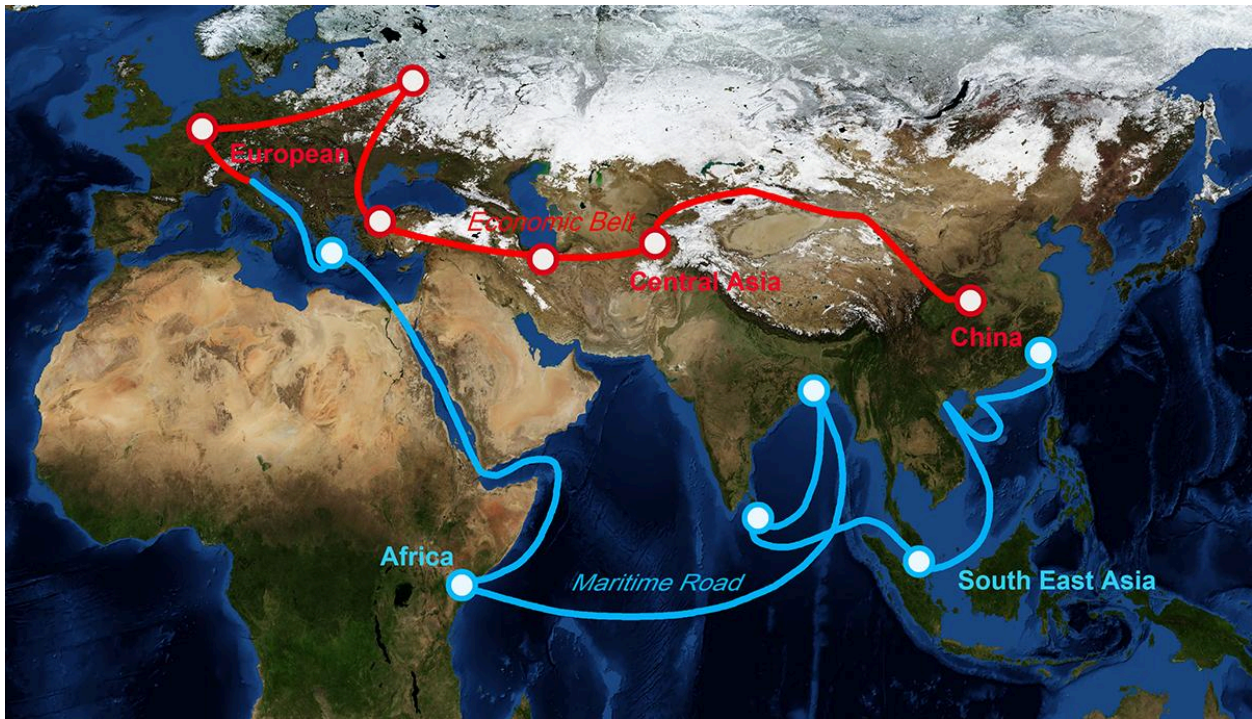 European
Economic Belt
Central Asia
China
Africa
Maritime Road
South East Asia